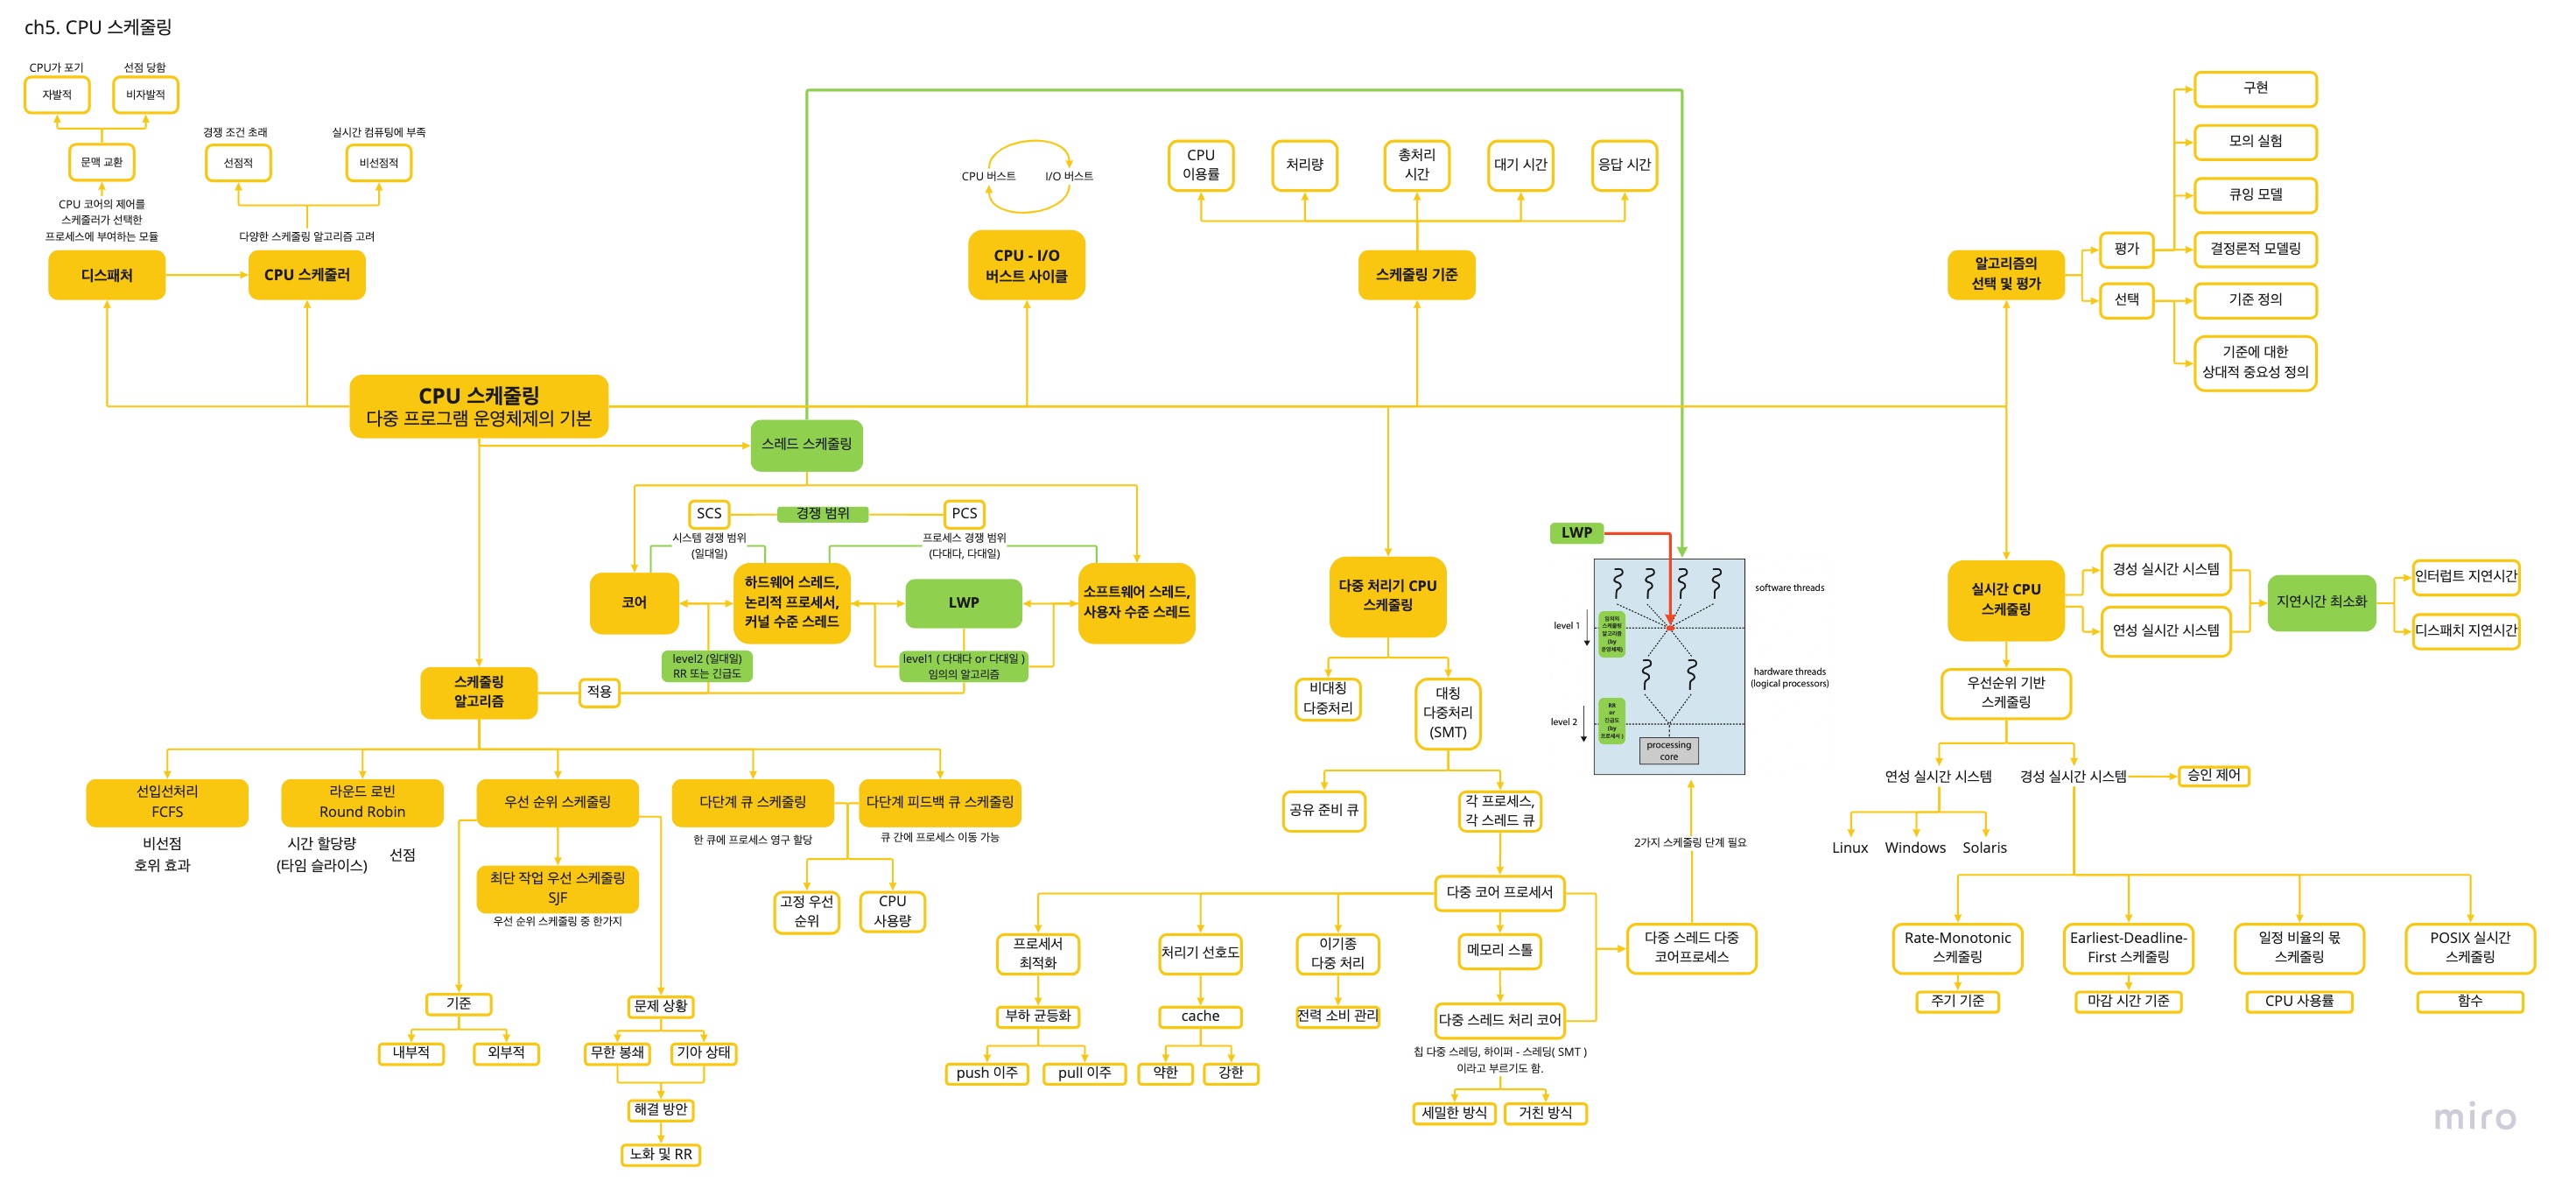 ch5. CPU 스케줄링
CPU가 포기
선점 당함
자발적
비자발적
문맥 교환
CPU 코어의 제어를
스케줄러가 선택한
프로세스에 부여하는 모듈
디스패처
경쟁 조건 초래
실시간 컴퓨팅에 부족
선점적
비선점적
다양한 스케줄링 알고리즘 고려
CPU 스케줄러
CPU 버스트
I/O 버스트
CPU - I/O
버스트 사이클
CPU
이용률
처리량
총처리
시간
대기 시간
응답 시간
스케줄링 기준
알고리즘의
선택 및 평가
평가
선택
구현
모의 실험
큐잉 모델
결정론적 모델링
기준 정의
기준에 대한
상대적 중요성 정의
CPU 스케줄링
다중 프로그램 운영체제의 기본
스레드 스케줄링
SCS
경쟁 범위
PCS
시스템 경쟁 범위
(일대일)
프로세스 경쟁 범위
(다대다, 다대일)
코어
하드웨어 스레드,
논리적 프로세서,
커널 수준 스레드
LWP
소프트웨어 스레드,
사용자 수준 스레드
level2 (일대일)
RR 또는 긴급도
level1 ( 다대다 or 다대일 )
임의의 알고리즘
스케줄링
알고리즘
적용
선입선처리
FCFS
비선점
호위 효과
라운드 로빈
Round Robin
시간 할당량
(타임 슬라이스)
선점
우선 순위 스케줄링
최단 작업 우선 스케줄링
SJF
우선 순위 스케줄링 중 한가지
기준
내부적
외부적
문제 상황
무한 봉쇄
기아 상태
해결 방안
노화 및 RR
다단계 큐 스케줄링
한 큐에 프로세스 영구 할당
다단계 피드백 큐 스케줄링
큐 간에 프로세스 이동 가능
고정 우선
순위
CPU
사용량
다중 처리기 CPU
스케줄링
비대칭
다중처리
대칭
다중처리
(SMT)
공유 준비 큐
각 프로세스,
각 스레드 큐
다중 코어 프로세서
프로세서
최적화
처리기 선호도
이기종
다중 처리
메모리 스톨
부하 균등화
cache
전력 소비 관리
다중 스레드 처리 코어
push 이주
pull 이주
약한
강한
칩 다중 스레딩, 하이퍼 - 스레딩( SMT )
이라고 부르기도 함.
세밀한 방식
거친 방식
다중 스레드 다중
코어프로세스
2가지 스케줄링 단계 필요
LWP
software threads
level 1
임의의
스케줄링
알고리즘
(by
운영체제)
hardware threads
(logical processors)
level 2
RR
or
긴급도
(by
프로세서 )
processing
core
실시간 CPU
스케줄링
경성 실시간 시스템
연성 실시간 시스템
지연시간 최소화
인터럽트 지연시간
디스패치 지연시간
우선순위 기반
스케줄링
연성 실시간 시스템
경성 실시간 시스템
승인 제어
Linux
Windows
Solaris
Rate-Monotonic
스케줄링
Earliest-Deadline-
First 스케줄링
일정 비율의 몫
스케줄링
POSIX 실시간
스케줄링
주기 기준
마감 시간 기준
CPU 사용률
함수
miro